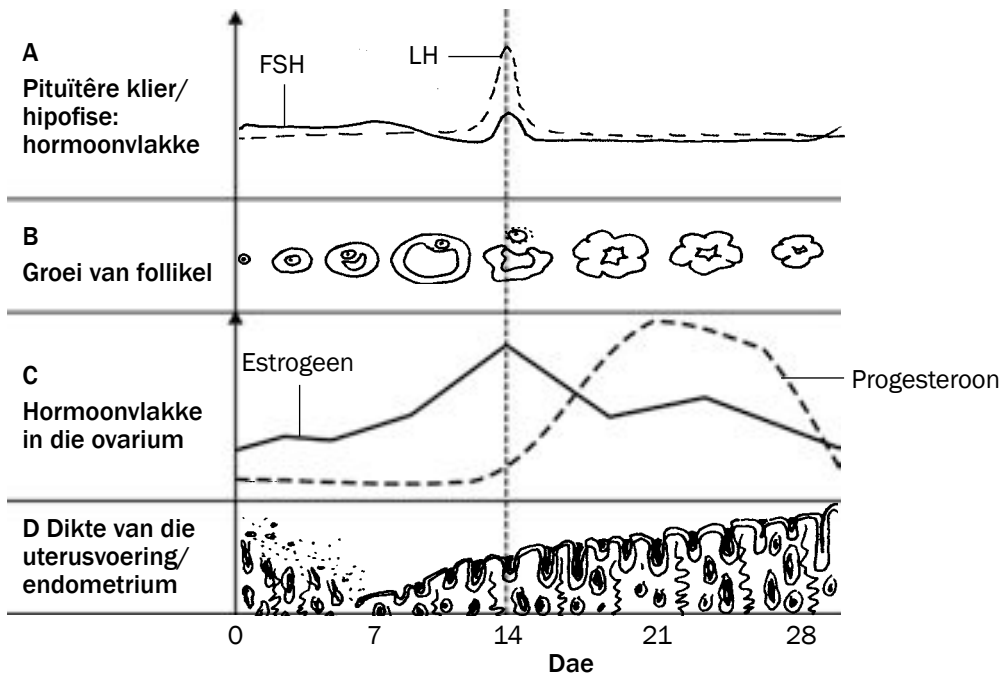 A
Pituïtêre klier/
hipofise:
hormoonvlakke
FSH
LH
B
Groei van follikel
C
Hormoonvlakke
in die ovarium
Estrogeen
Progesteroon
D Dikte van die
uterusvoering/
endometrium
0 7 14 21 28
Dae